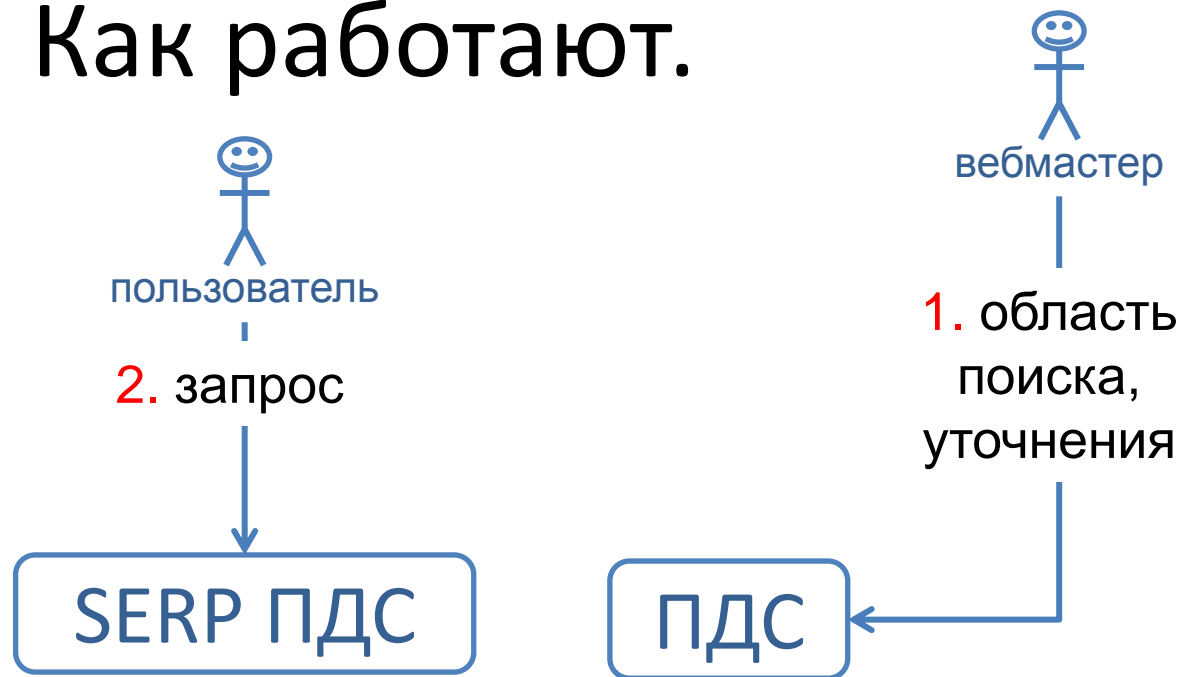 Как работают.
вебмастер
пользователь
1. область
поиска,
уточнения
2. запрос
SERP ПДС
ПДС